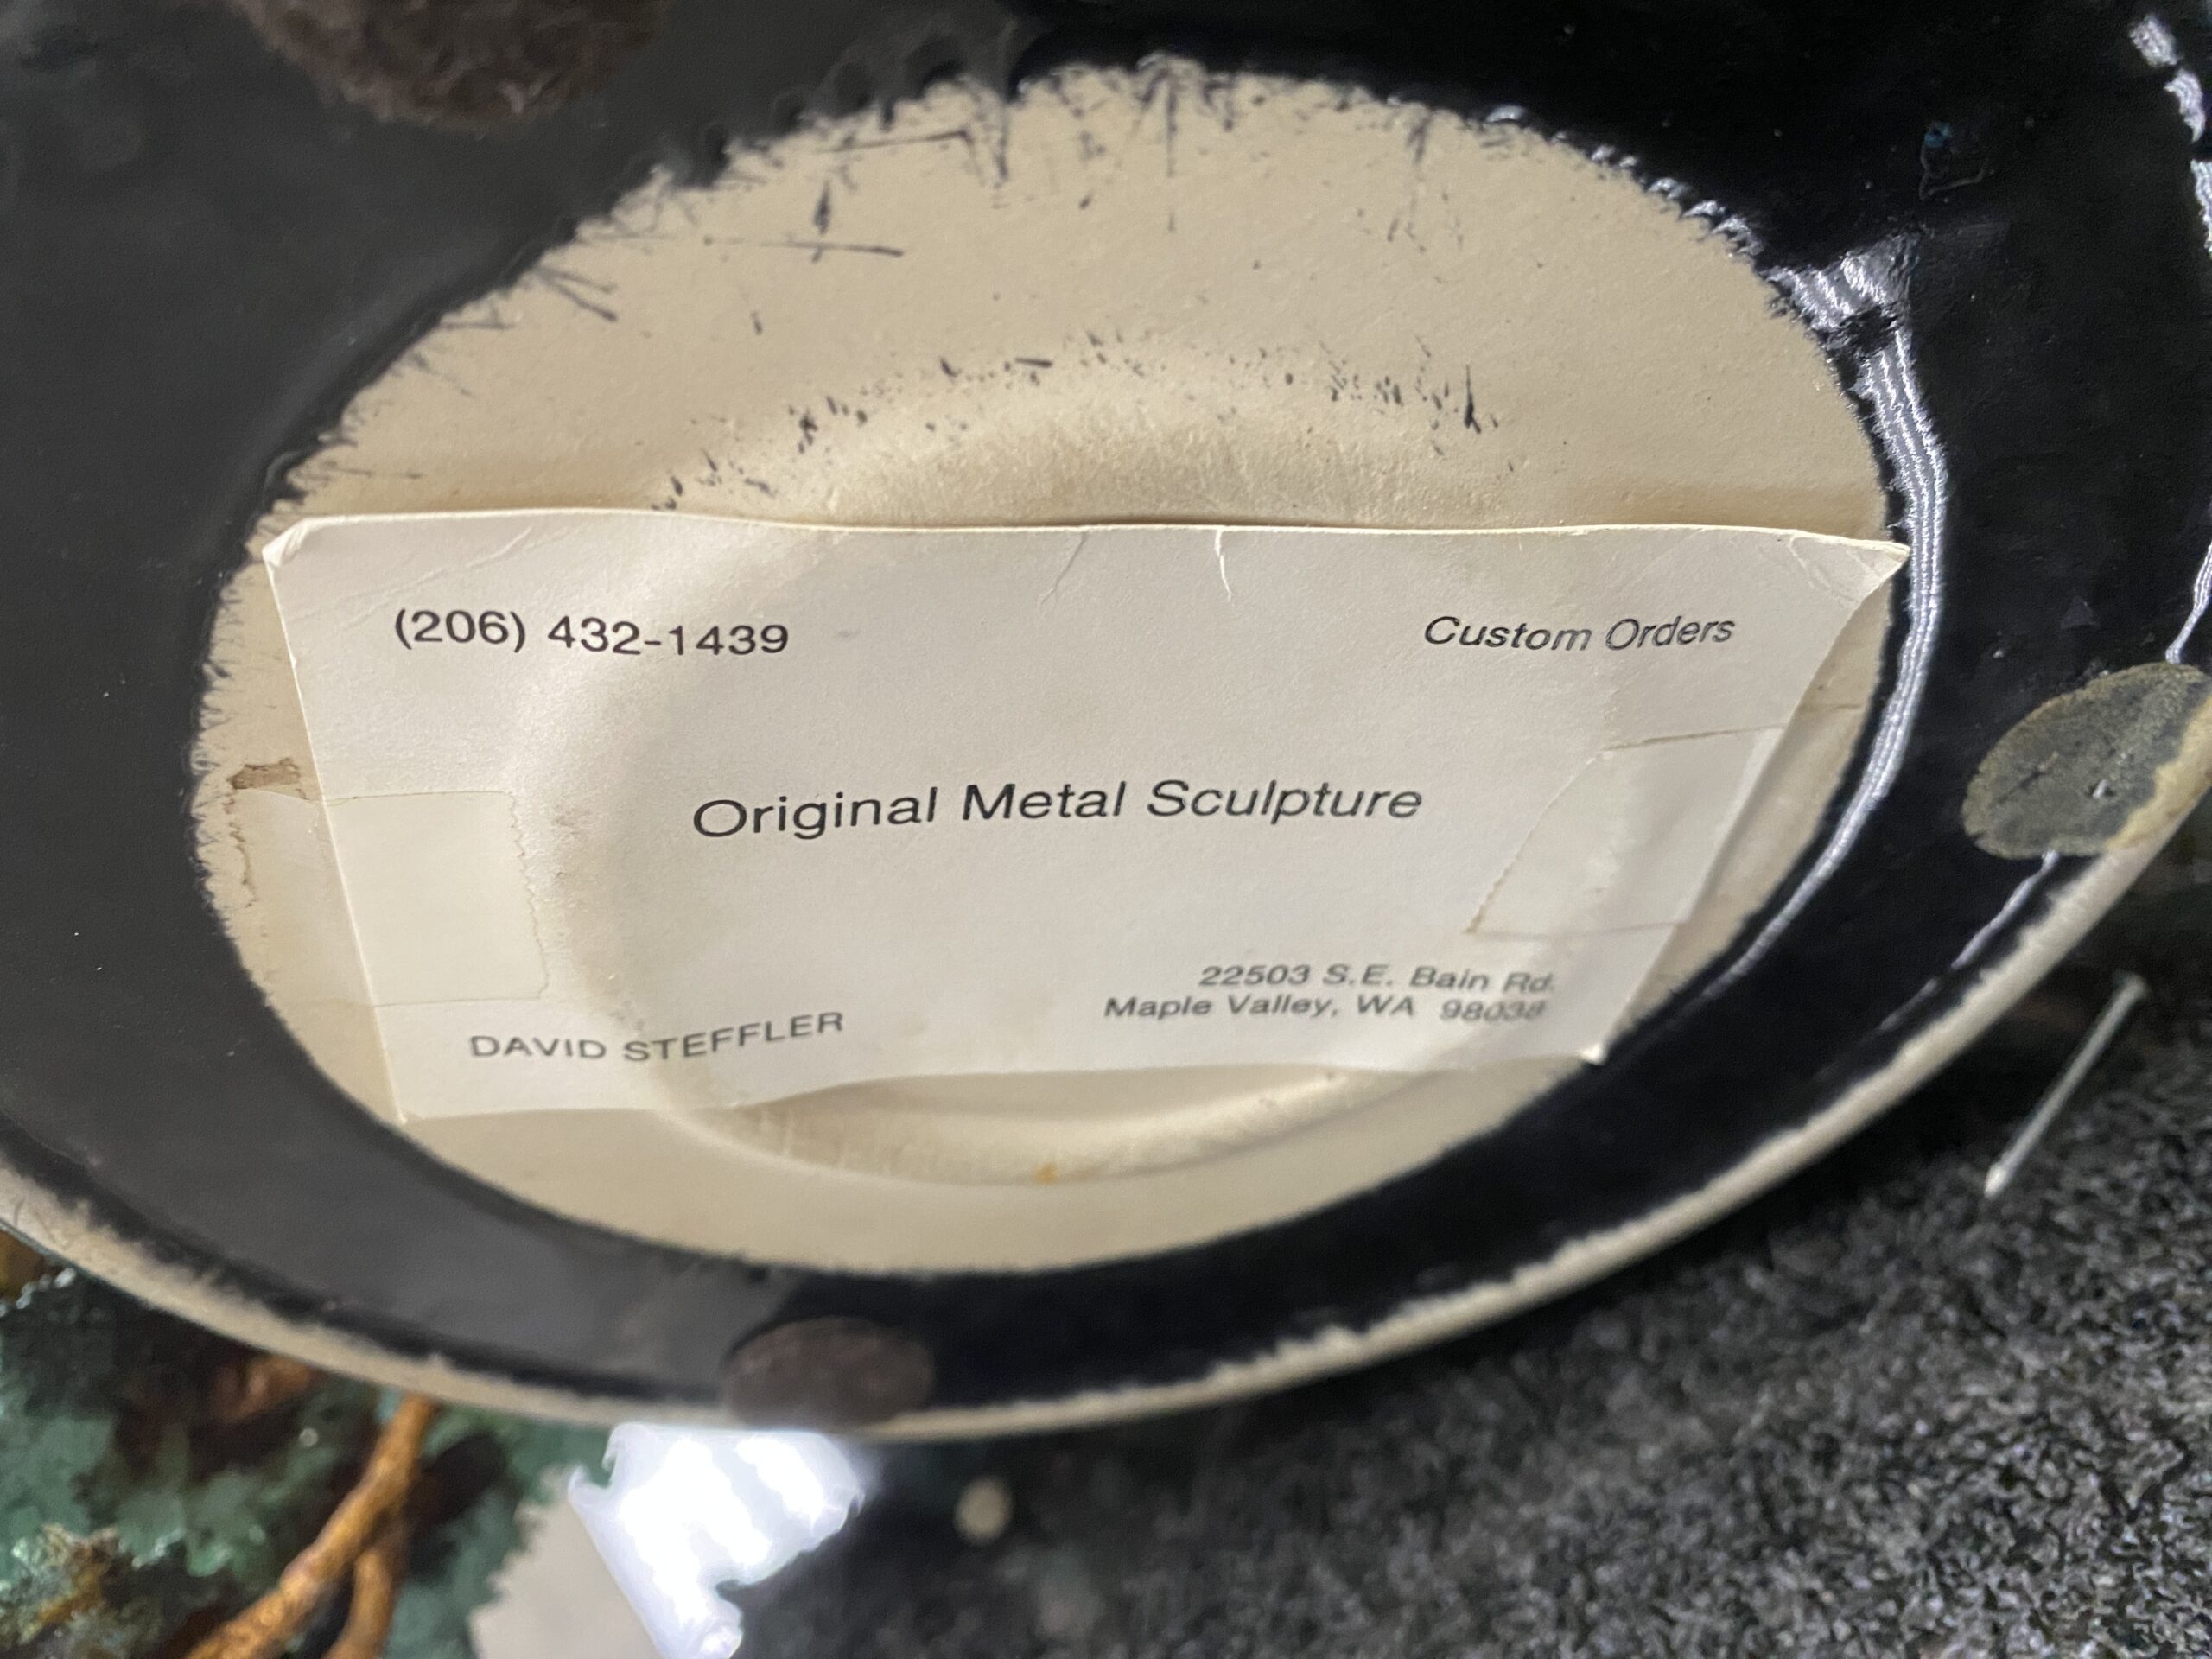 (206) 432-1439
Custom Orders
Original Metal Sculpture
DAVID STEFFLER
22503 S.E. Bain Rd.
Maple Valley, WA 98038